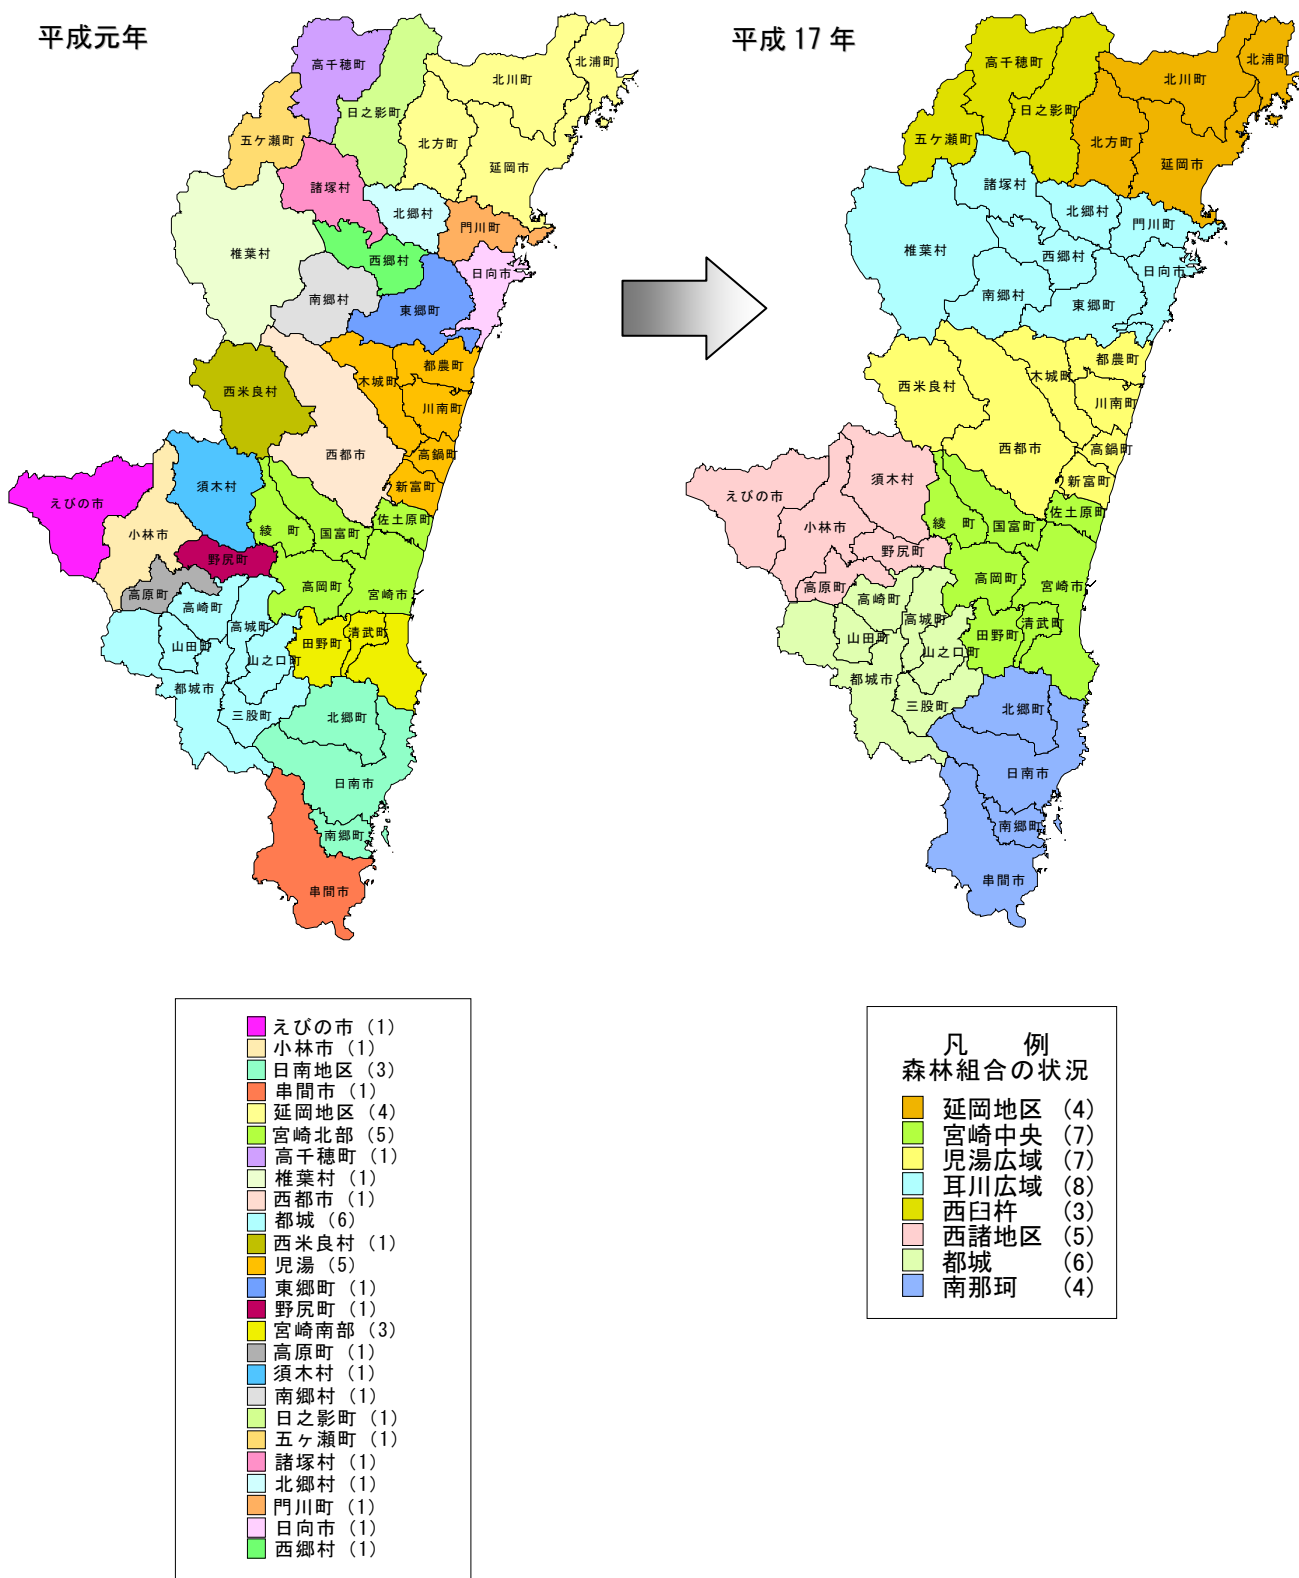 平成元年
高千穂町
北浦町
北川町
日之影町
五ケ瀬町
北方町
延岡市
諸塚村
北郷村
門川町
椎葉村
西郷村
日向市
南郷村
東郷町
都農町
木城町
西米良村
川南町
西都市
高鍋町
須木村
新富町
えびの市
佐土原町
小林市
綾 町
国富町
野尻町
高岡町
宮崎市
高原町
高崎町
高城町
清武町
田野町
山田町
山之口町
都城市
三股町
北郷町
日南市
南郷町
串間市
平成 17 年
高千穂町
北浦町
北川町
日之影町
五ケ瀬町
北方町
延岡市
諸塚村
北郷村
門川町
椎葉村
西郷村
日向市
南郷村
東郷町
都農町
木城町
西米良村
川南町
西都市
高鍋町
須木村
新富町
えびの市
佐土原町
小林市
綾 町
国富町
野尻町
高岡町
宮崎市
高原町
高崎町
高城町
清武町
田野町
山田町
山之口町
都城市
三股町
北郷町
日南市
南郷町
串間市
えびの市 (1)
小林市 (1)
日南地区 (3)
串間市 (1)
延岡地区 (4)
宮崎北部 (5)
高千穂町 (1)
椎葉村 (1)
西都市 (1)
都城 (6)
西米良村 (1)
児湯 (5)
東郷町 (1)
野尻町 (1)
宮崎南部 (3)
高原町 (1)
須木村 (1)
南郷村 (1)
日之影町 (1)
五ヶ瀬町 (1)
諸塚村 (1)
北郷村 (1)
門川町 (1)
日向市 (1)
西郷村 (1)
凡 例
森林組合の状況
延岡地区 (4)
宮崎中央 (7)
児湯広域 (7)
耳川広域 (8)
西臼杵 (3)
西諸地区 (5)
都城 (6)
南那珂 (4)